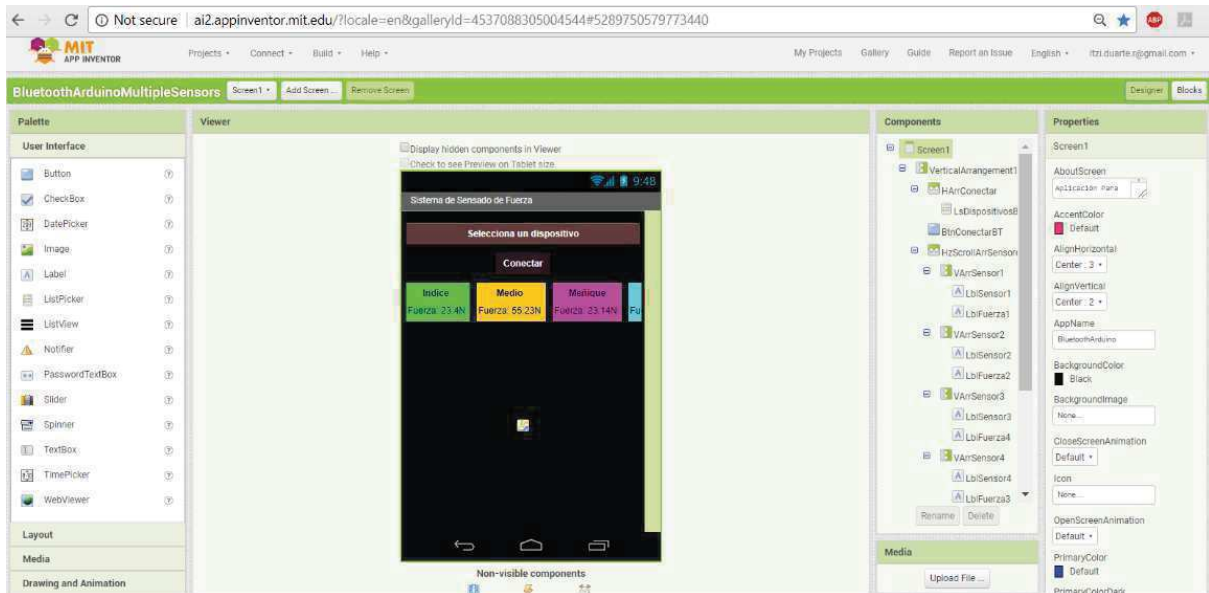 Not secure
ai2.appinventor.mit.edu/?locale=en&galleryId=4537088305004544#5289750579773440
ABP
MIT
APP INVENTOR
Projects
Connect
Build
Help
My Projects
Gallery
Guide
Report an Issue
English
BluetoothArduinoMultipleSensors
Screen1
Add Screen ...
Remove Screen
Designer
Blocks
Palette
User Interface
Button
CheckBox
DatePicker
Image
Label
ListPicker
ListView
Notifier
PasswordTextBox
Slider
Spinner
TextBox
TimePicker
WebViewer
Layout
Media
Drawing and Animation
Viewer
Display hidden components in Viewer
Check to see Preview on Tablet size.
9:48
Sistema de Sensado de Fuerza
Selecciona un dispositivo
Conectar
Indice
Fuerza: 23.4N
Medio
Fuerza: 55.23N
Meñique
Fuerza: 23.14N
Fu
Non-visible components
Components
Screen1
VerticalArrangement1
HArrConectar
LsDispositivosB
BtnConectarBT
HzScrollArrSensor
VArrSensor1
LblSensor1
LblFuerza1
VArrSensor2
LblSensor2
LblFuerza2
VArrSensor3
LblSensor3
LblFuerza4
VArrSensor4
LblSensor4
LblFuerza3
Rename
Delete
Media
Upload File ...
Properties
Screen1
AboutScreen
Aplicación Para
AccentColor
Default
AlignHorizontal
Center : 3
AlignVertical
Center : 2
AppName
BluetoothArduino
BackgroundColor
Black
BackgroundImage
None...
CloseScreenAnimation
Default
Icon
None...
OpenScreenAnimation
Default
PrimaryColor
Default
PrimaryColorDark